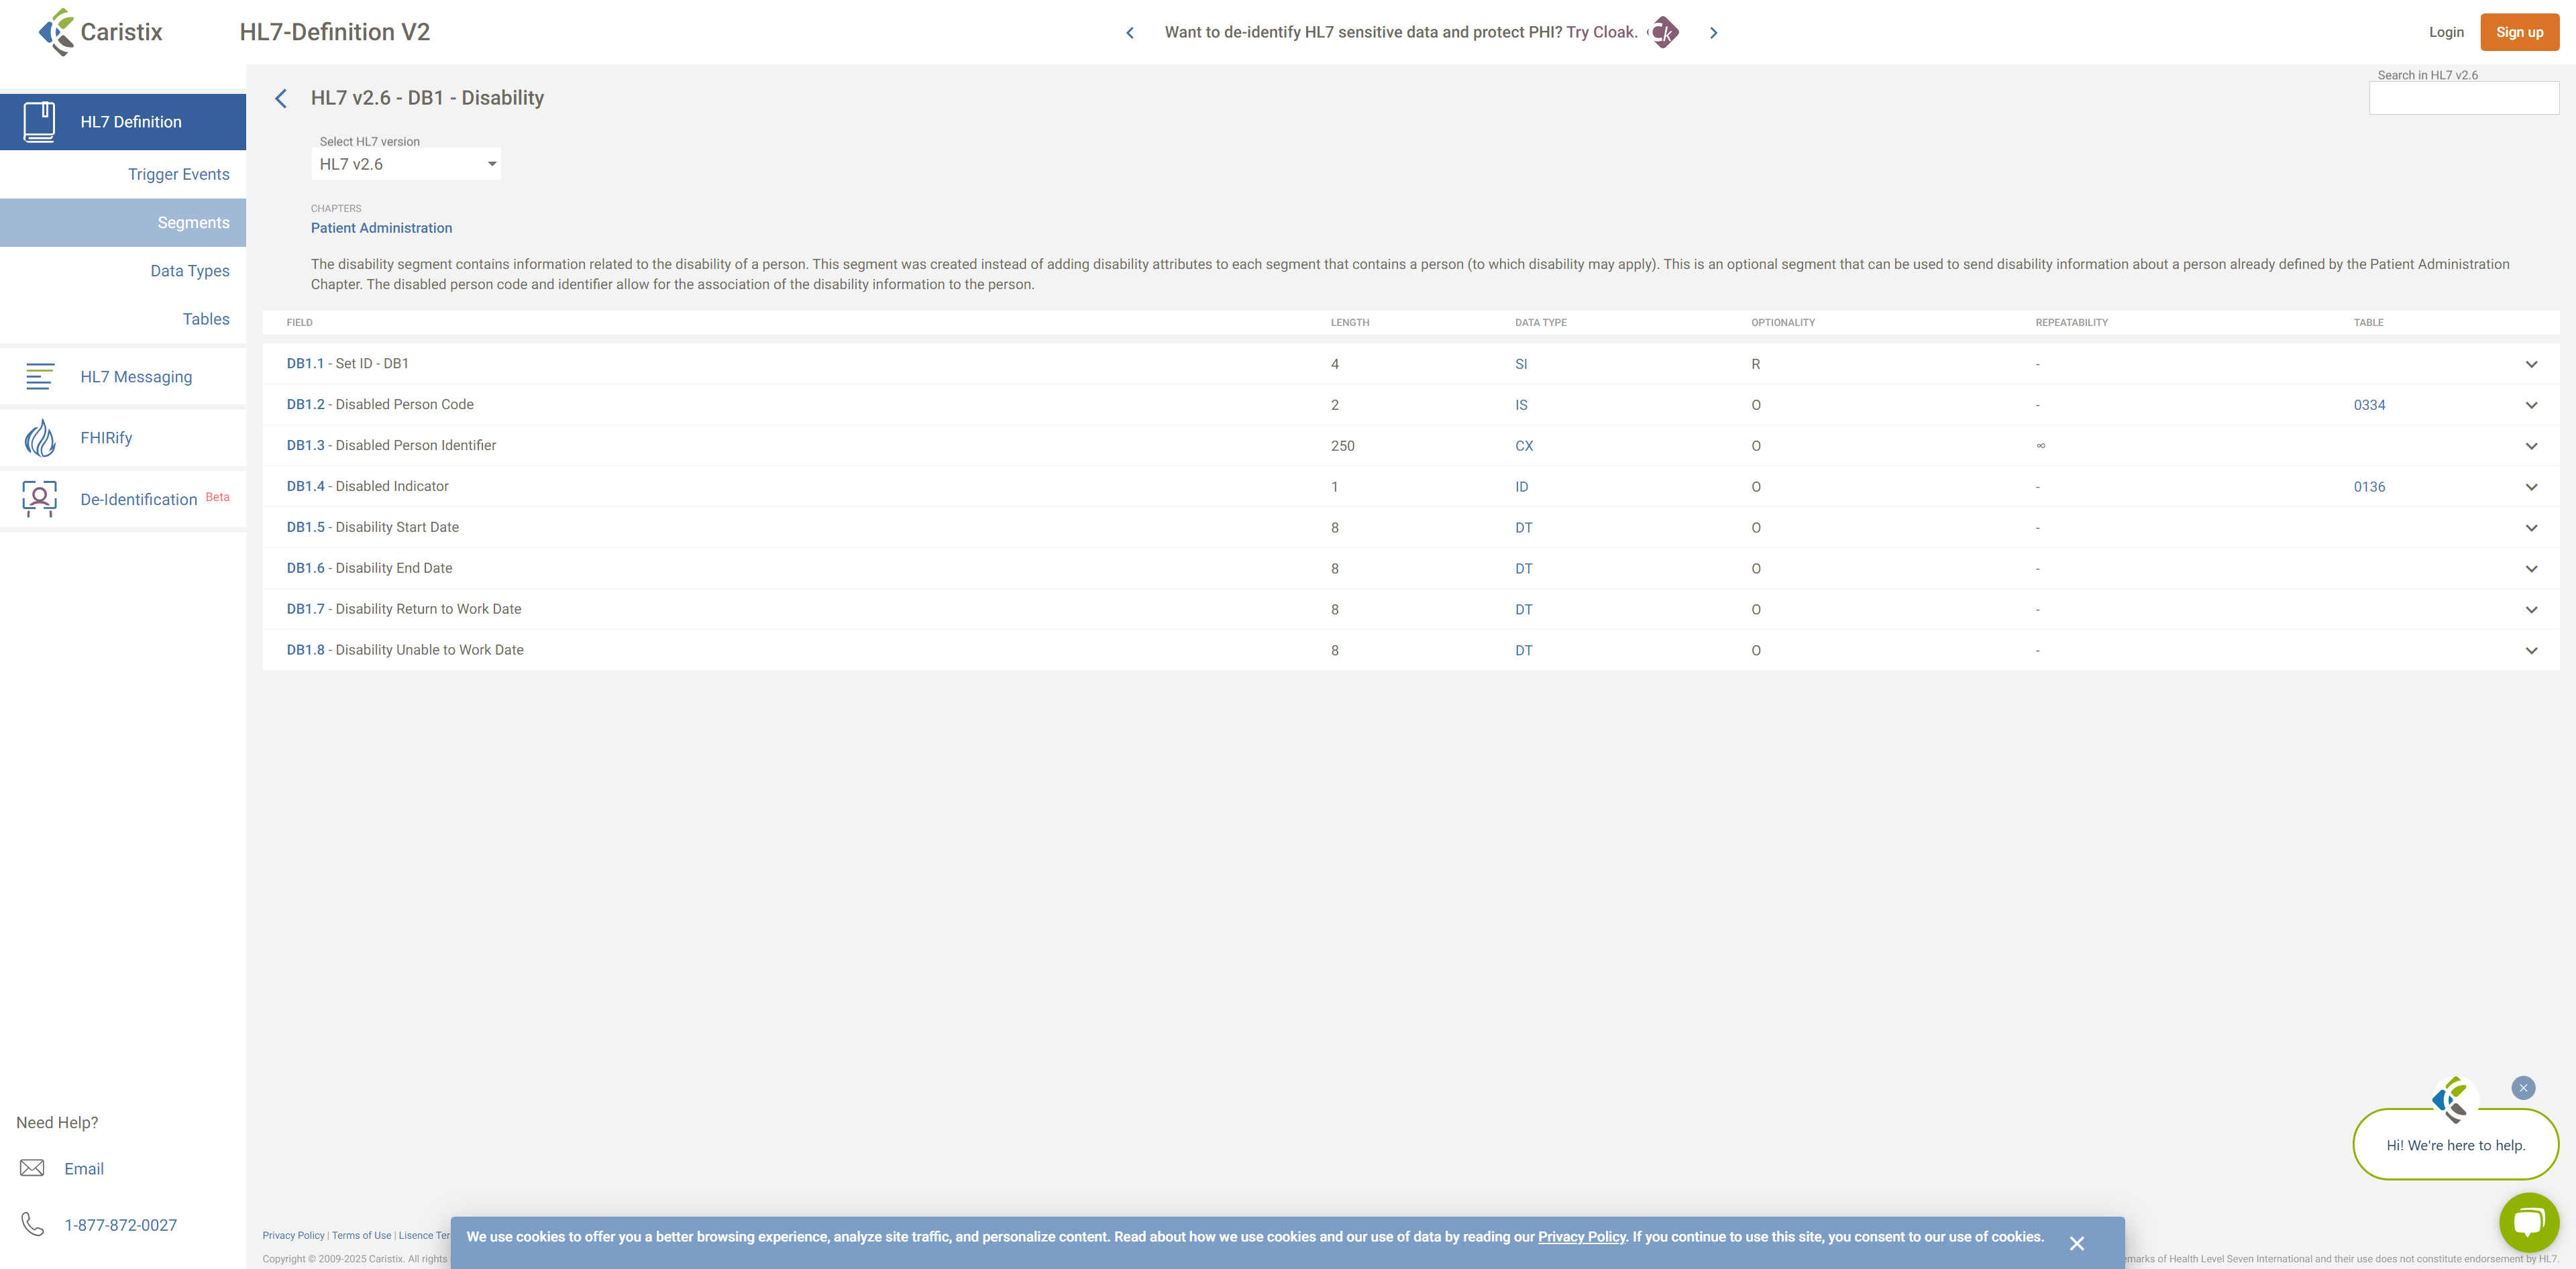 Caristix
HL7-Definition V2
Want to de-identify HL7 sensitive data and protect PHI? Try Cloak.
Ck
Login
Sign up
HL7 Definition
Trigger Events
Segments
Data Types
Tables
HL7 Messaging
FHIRify
De-Identification Beta
Need Help?
Email
1-877-872-0027
HL7 v2.6 - DB1 - Disability
Search in HL7 v2.6
Select HL7 version
HL7 v2.6
CHAPTERS
Patient Administration
The disability segment contains information related to the disability of a person. This segment was created instead of adding disability attributes to each segment that contains a person (to which disability may apply). This is an optional segment that can be used to send disability information about a person already defined by the Patient Administration
Chapter. The disabled person code and identifier allow for the association of the disability information to the person.
FIELD LENGTH DATA TYPE OPTIONALITY REPEATABILITY TABLE
DB1.1 - Set ID - DB1 4 SI R -
DB1.2 - Disabled Person Code 2 IS O - 0334
DB1.3 - Disabled Person Identifier 250 CX O ∞
DB1.4 - Disabled Indicator 1 ID O - 0136
DB1.5 - Disability Start Date 8 DT O -
DB1.6 - Disability End Date 8 DT O -
DB1.7 - Disability Return to Work Date 8 DT O -
DB1.8 - Disability Unable to Work Date 8 DT O -
Hi! We're here to help.
Privacy Policy | Terms of Use | Lisence Ter
We use cookies to offer you a better browsing experience, analyze site traffic, and personalize content. Read about how we use cookies and our use of data by reading our Privacy Policy. If you continue to use this site, you consent to our use of cookies.
Copyright © 2009-2025 Caristix. All rights
emarks of Health Level Seven International and their use does not constitute endorsement by HL7.